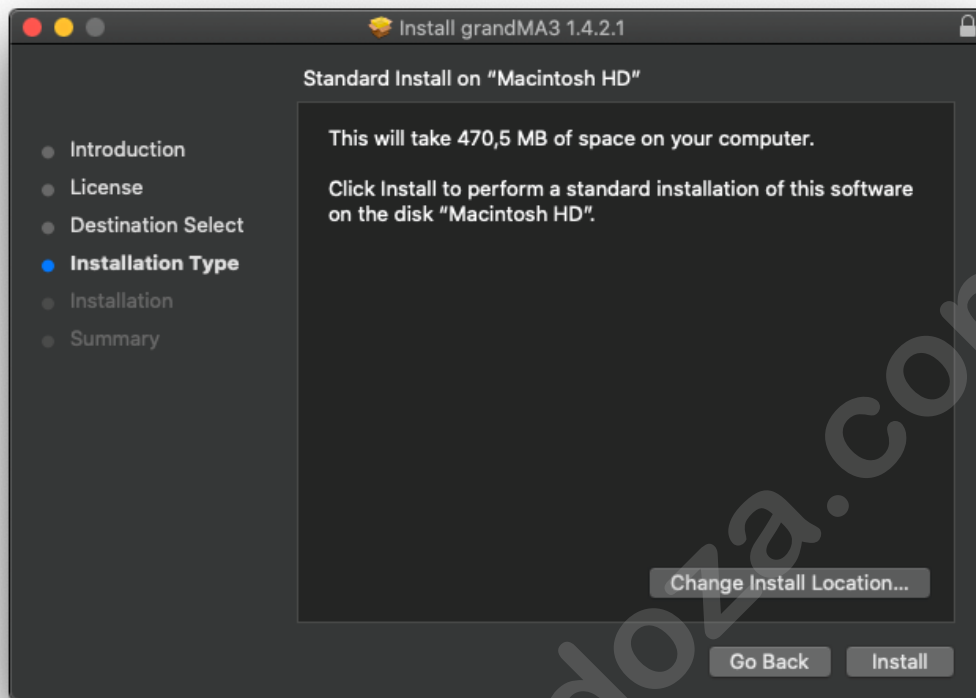 Install grandMA3 1.4.2.1
Standard Install on “Macintosh HD”
Introduction
License
Destination Select
Installation Type
Installation
Summary
This will take 470,5 MB of space on your computer.
Click Install to perform a standard installation of this software
on the disk “Macintosh HD”.
Change Install Location...
Go Back
Install